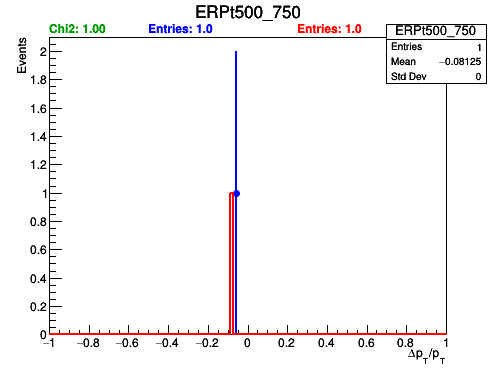 ERPt500_750
Chi2: 1.00 Entries: 1.0 Entries: 1.0
ERPt500_750
Entries 1
Mean −0.08125
Std Dev 0
Events
2
1.8
1.6
1.4
1.2
1
0.8
0.6
0.4
0.2
0
−1 −0.8 −0.6 −0.4 −0.2 0 0.2 0.4 0.6 0.8 1
Δp_T/p_T